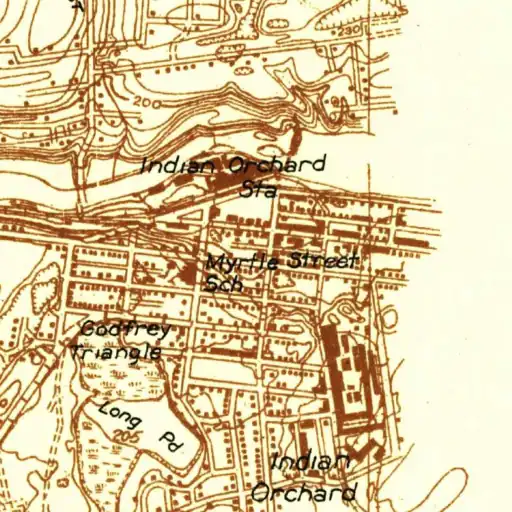 230
200
Indian Orchard
Sta
Myrtle Street
Sch
Godfrey
Triangle
Long Pd
205
Indian
Orchard